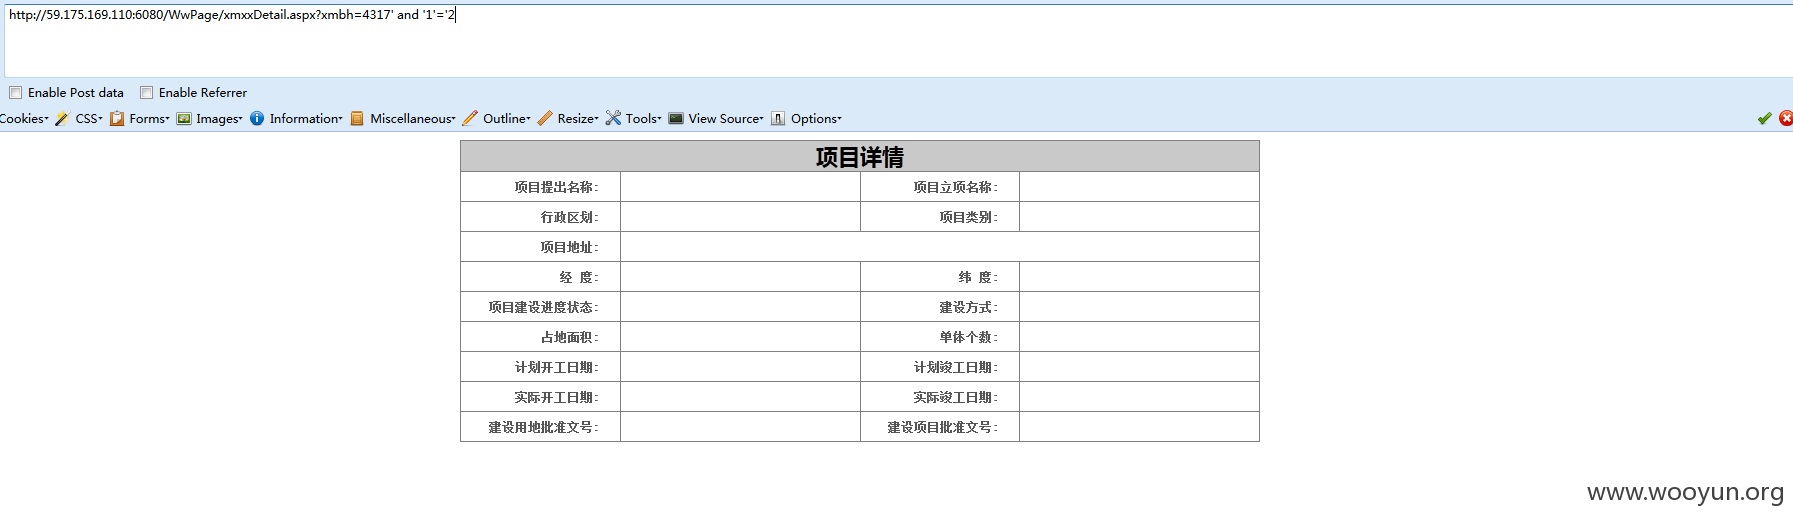 http://59.175.169.110:6080/WwPage/xmxxDetail.aspx?xmbh=4317' and '1'='2
Enable Post data Enable Referrer
Cookies CSS Forms Images Information Miscellaneous Outline Resize Tools View Source Options
项目详情
项目提出名称: 项目立项名称:
行政区划: 项目类别:
项目地址:
经 度: 纬 度:
项目建设进度状态: 建设方式:
占地面积: 单体个数:
计划开工日期: 计划竣工日期:
实际开工日期: 实际竣工日期:
建设用地批准文号: 建设项目批准文号:
www.wooyun.org